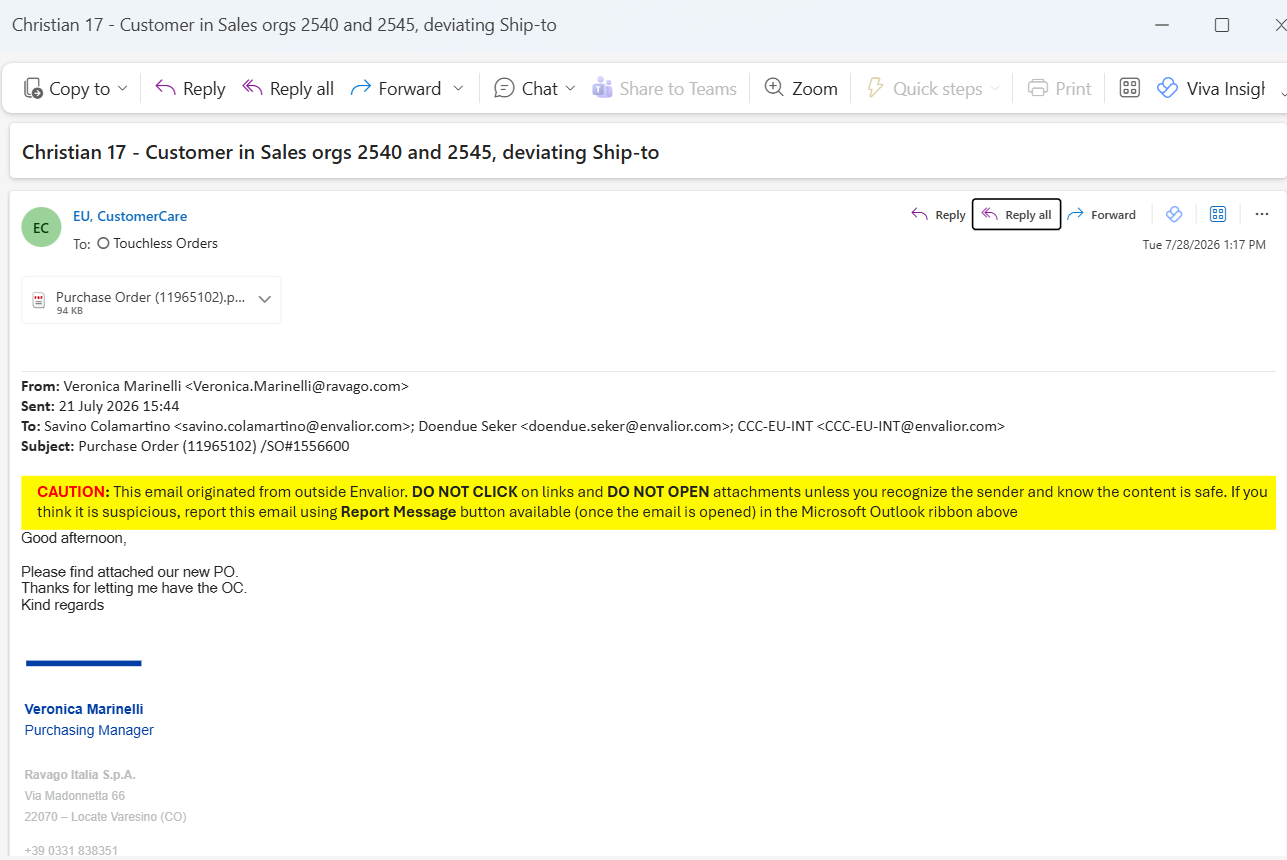 Christian 17 - Customer in Sales orgs 2540 and 2545, deviating Ship-to
Copy to Reply Reply all Forward Chat Share to Teams Zoom Quick steps Print Viva Insigh
Christian 17 - Customer in Sales orgs 2540 and 2545, deviating Ship-to
EC
EU, CustomerCare
Reply Reply all Forward
To: Touchless Orders
Tue 7/28/2026 1:17 PM
Purchase Order (11965102).p...
94 KB
From: Veronica Marinelli <Veronica.Marinelli@ravago.com>
Sent: 21 July 2026 15:44
To: Savino Colamartino <savino.colamartino@envalior.com>; Doendue Seker <doendue.seker@envalior.com>; CCC-EU-INT <CCC-EU-INT@envalior.com>
Subject: Purchase Order (11965102) /SO#1556600
CAUTION: This email originated from outside Envalior. DO NOT CLICK on links and DO NOT OPEN attachments unless you recognize the sender and know the content is safe. If you
think it is suspicious, report this email using Report Message button available (once the email is opened) in the Microsoft Outlook ribbon above
Good afternoon,
Please find attached our new PO.
Thanks for letting me have the OC.
Kind regards
Veronica Marinelli
Purchasing Manager
Ravago Italia S.p.A.
Via Madonnetta 66
22070 – Locate Varesino (CO)
+39 0331 838351